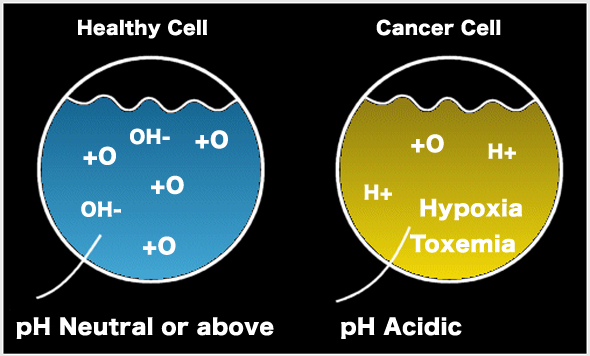 Healthy Cell
Cancer Cell
OH-
+O
+O
+O
OH-
+O
+O
H+
H+
Hypoxia
Toxemia
pH Neutral or above
pH Acidic